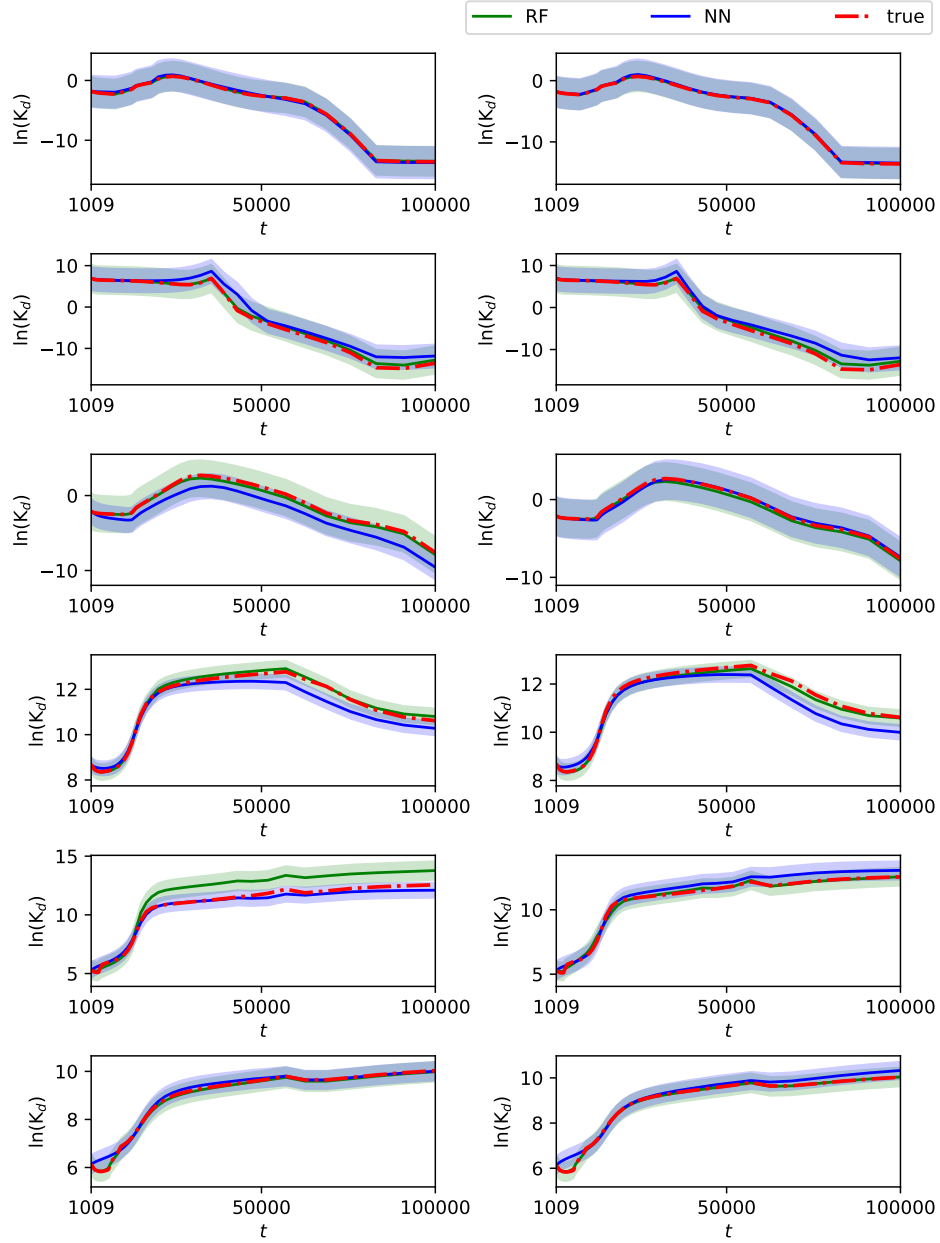 RF NN true
ln(K_d) 0 −10 1009 50000 100000 t
ln(K_d) 0 −10 1009 50000 100000 t
ln(K_d) 10 0 −10 1009 50000 100000 t
ln(K_d) 10 0 −10 1009 50000 100000 t
ln(K_d) 0 −10 1009 50000 100000 t
ln(K_d) 0 −10 1009 50000 100000 t
ln(K_d) 12 10 8 1009 50000 100000 t
ln(K_d) 12 10 8 1009 50000 100000 t
ln(K_d) 15 10 5 1009 50000 100000 t
ln(K_d) 10 5 1009 50000 100000 t
ln(K_d) 10 8 6 1009 50000 100000 t
ln(K_d) 10 8 6 1009 50000 100000 t